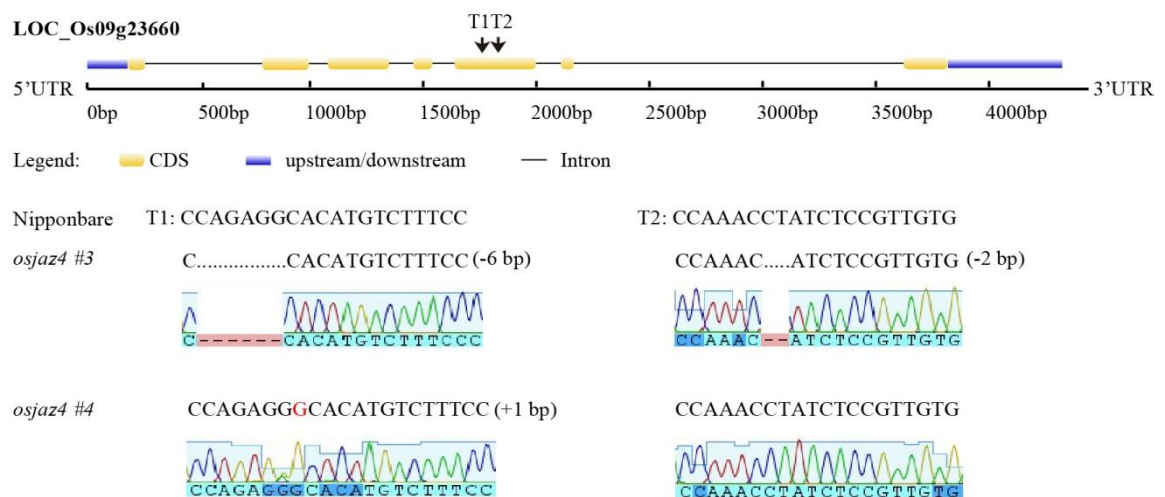 T1T2
LOC_Os09g23660
5’UTR 3’UTR
0bp 500bp 1000bp 1500bp 2000bp 2500bp 3000bp 3500bp 4000bp
Legend: CDS upstream/downstream Intron
Nipponbare T1: CCAGAGGCACATGTCTTTCC T2: CCAAACCTATCTCCGTTGTG
osjaz4 #3 C................CACATGTCTTTCC (-6 bp) CCAAAC.....ATCTCCGTTGTG (-2 bp)
C------CACATGTCTTTCCC CCAAAC--ATCTCCGTTGTG
osjaz4 #4 CCAGAGGGCACATGTCTTTCC (+1 bp) CCAAACCTATCTCCGTTGTG
CCAGAGGGCACATGTCTTTCC CCAAACCTATCTCCGTTGTG